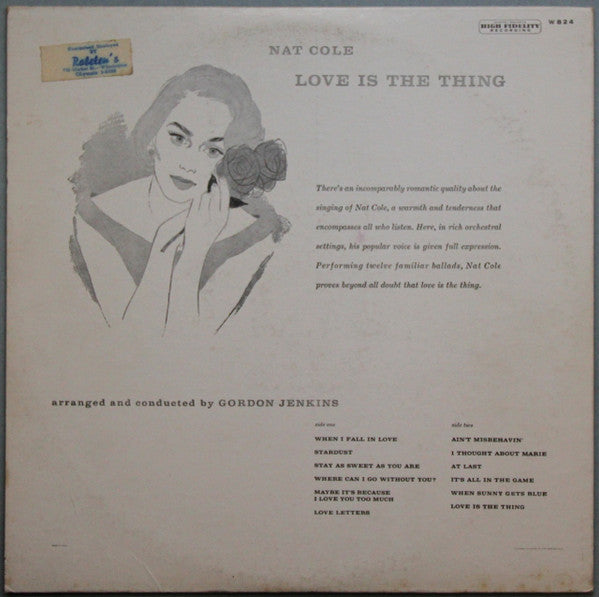 HIGH FIDELITY
RECORDING
W 824
Guaranteed Unplayed
BY
Ralsten's
Olympic
NAT COLE
LOVE IS THE THING
There's an incomparably romantic quality about the
singing of Nat Cole, a warmth and tenderness that
encompasses all who listen. Here, in rich orchestral
settings, his popular voice is given full expression.
Performing twelve familiar ballads, Nat Cole
proves beyond all doubt that love is the thing.
arranged and conducted by GORDON JENKINS
side one
WHEN I FALL IN LOVE
STARDUST
STAY AS SWEET AS YOU ARE
WHERE CAN I GO WITHOUT YOU?
MAYBE IT'S BECAUSE
I LOVE YOU TOO MUCH
LOVE LETTERS
side two
AIN'T MISBEHAVIN'
I THOUGHT ABOUT MARIE
AT LAST
IT'S ALL IN THE GAME
WHEN SUNNY GETS BLUE
LOVE IS THE THING